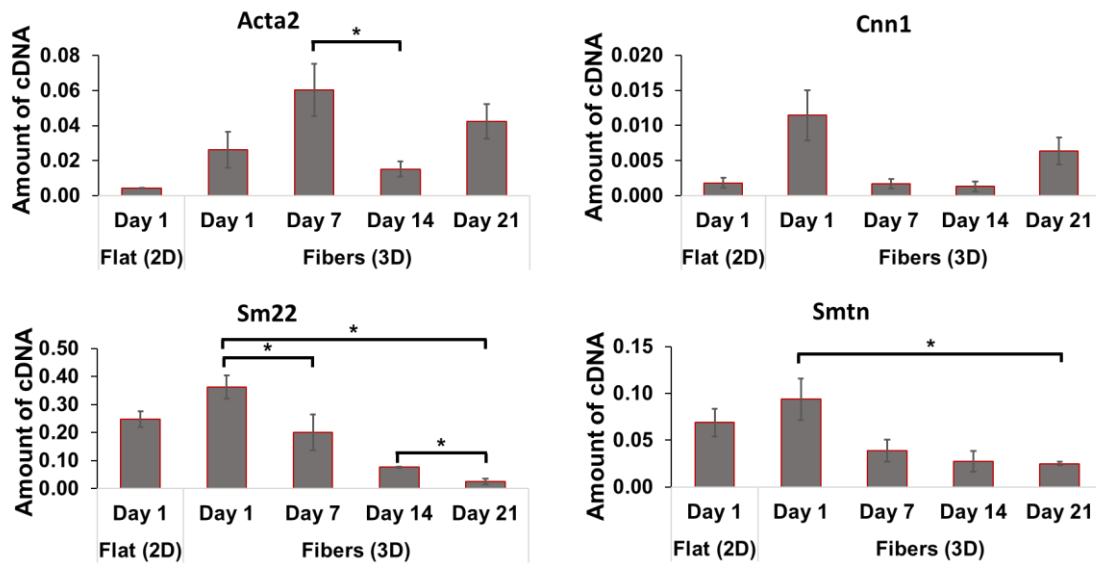 Acta2
*
Amount of cDNA
0.08
0.06
0.04
0.02
0.00
Day 1 Day 1 Day 7 Day 14 Day 21
Flat (2D) Fibers (3D)
Cnn1
Amount of cDNA
0.020
0.015
0.010
0.005
0.000
Day 1 Day 1 Day 7 Day 14 Day 21
Flat (2D) Fibers (3D)
Sm22
*
*
*
Amount of cDNA
0.50
0.40
0.30
0.20
0.10
0.00
Day 1 Day 1 Day 7 Day 14 Day 21
Flat (2D) Fibers (3D)
Smtn
*
Amount of cDNA
0.15
0.10
0.05
0.00
Day 1 Day 1 Day 7 Day 14 Day 21
Flat (2D) Fibers (3D)